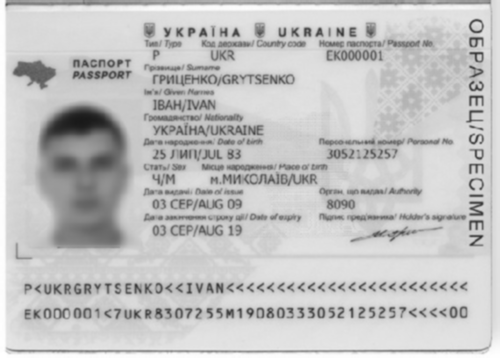 УКРАЇНА UKRAINE
Тип/ Type Код держави/ Country code Номер паспорта/ Passport No
P UKR EK000001
ПАСПОРТ
PASSPORT
Прізвище/ Surname
ГРИЦЕНКО/GRYTSENKO
Ім'я/ Given Names
ІВАН/IVAN
Громадянство/ Nationality
УКРАЇНА/UKRAINE
Дата народження/ Date of birth Персональний номер/ Personal No
25 ЛИП/JUL 83 3052125257
Стать/ Sex Місце народження/ Place of birth
Ч/M м.МИКОЛАЇВ/UKR
Дата видачі/ Date of issue Орган, що видав/ Authority
03 СЕР/AUG 09 8090
Дата закінчення строку дії/ Date of expiry Підпис пред'явника/ Holder's signature
03 СЕР/AUG 19
ОБРАЗЕЦ/SPECIMEN
P<UKRGRYTSENKO<<IVAN<<<<<<<<<<<<<<<<<<<<<<<<
EK000001<7UKR8307255M19080333052125257<<<<00